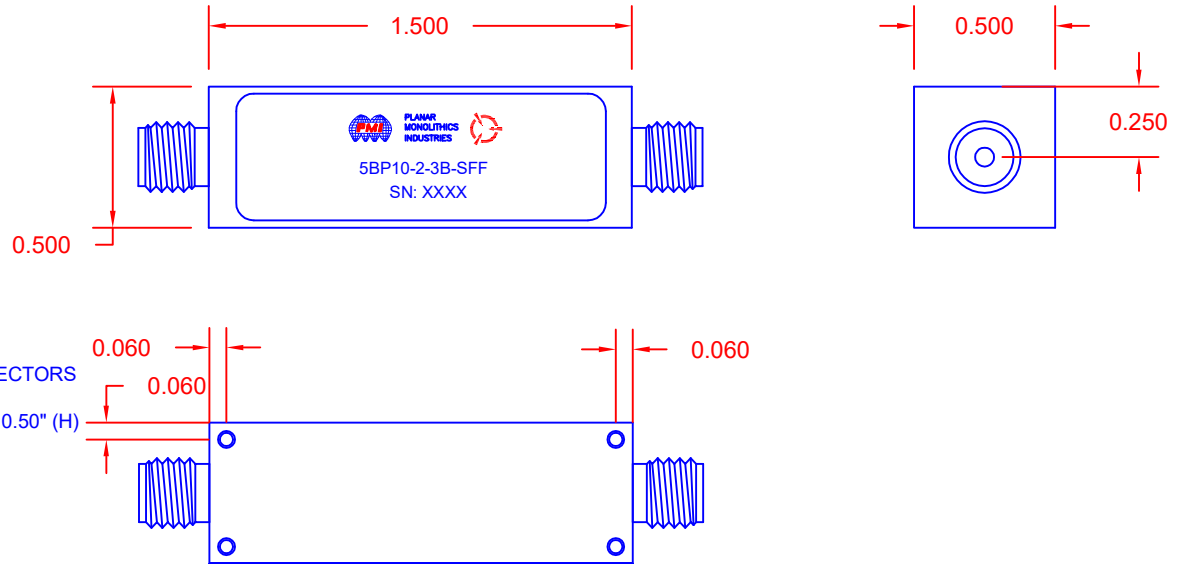 1.500
0.500
0.250
PMI
PLANAR
MONOLITHICS
INDUSTRIES
5BP10-2-3B-SFF
SN: XXXX
0.500
0.060
0.060
ECTORS
0.060
0.50" (H)